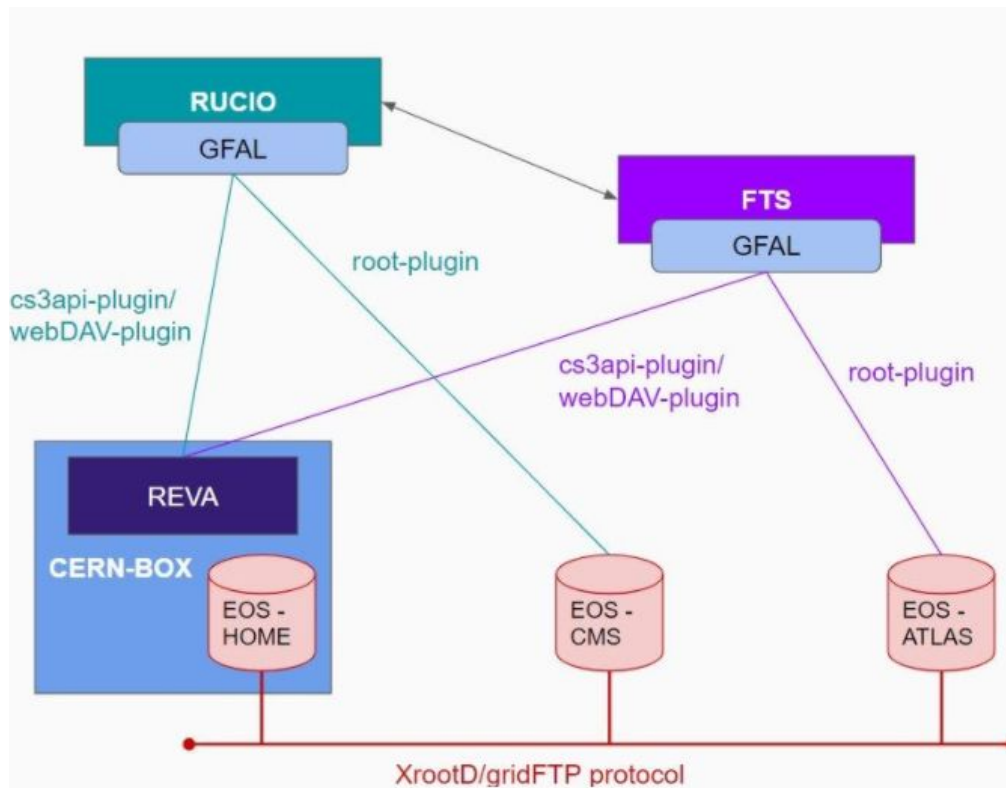 RUCIO
GFAL
FTS
GFAL
root-plugin
cs3api-plugin/
webDAV-plugin
cs3api-plugin/
webDAV-plugin
root-plugin
REVA
CERN-BOX
EOS -
HOME
EOS -
CMS
EOS -
ATLAS
XrootD/gridFTP protocol